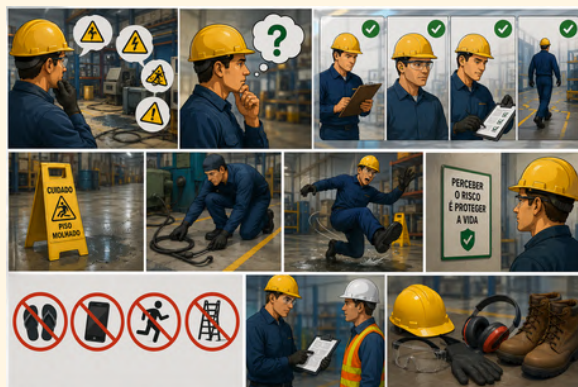 ?
CUIDADO
PISO
MOLHADO
PERCEBER
O RISCO
É PROTEGER
A VIDA